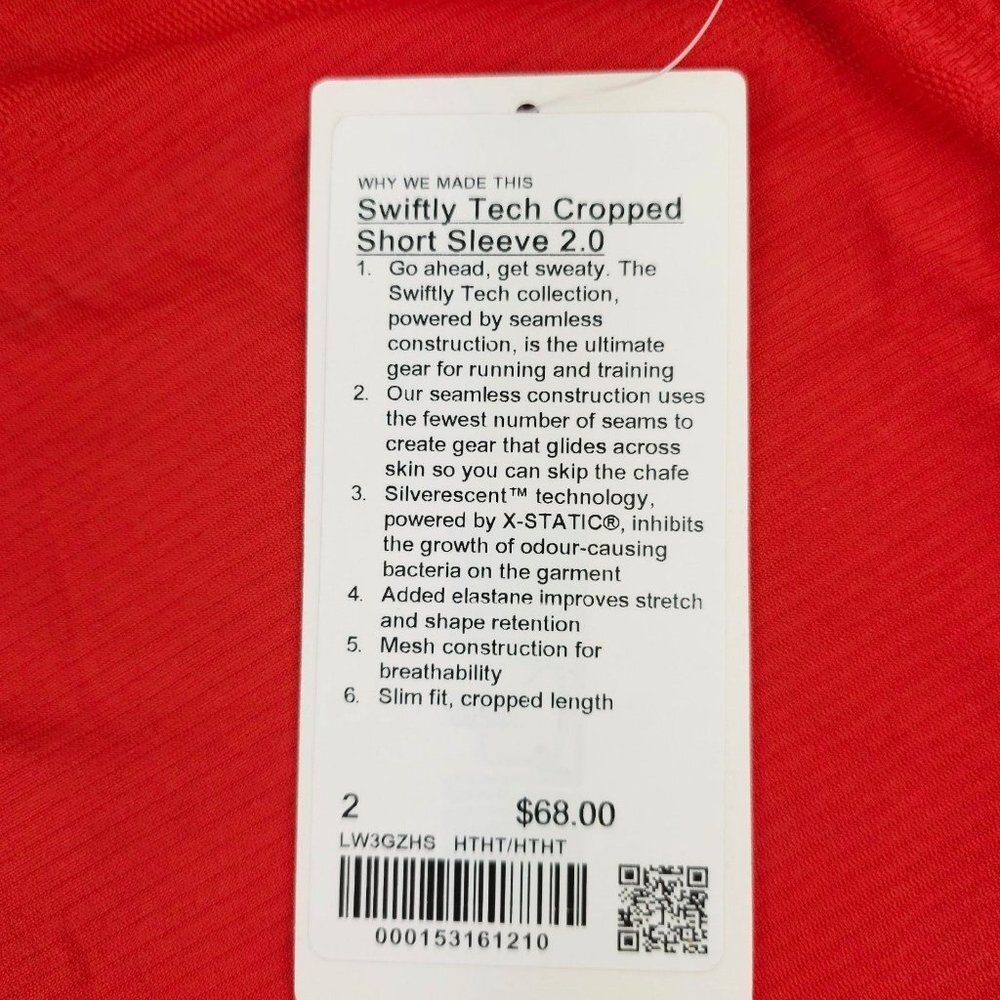 WHY WE MADE THIS
Swiftly Tech Cropped
Short Sleeve 2.0
1. Go ahead, get sweaty. The
Swiftly Tech collection,
powered by seamless
construction, is the ultimate
gear for running and training
2. Our seamless construction uses
the fewest number of seams to
create gear that glides across
skin so you can skip the chafe
3. Silverescent™ technology,
powered by X-STATIC®, inhibits
the growth of odour-causing
bacteria on the garment
4. Added elastane improves stretch
and shape retention
5. Mesh construction for
breathability
6. Slim fit, cropped length
2 $68.00
LW3GZHS HTHT/HTHT
000153161210